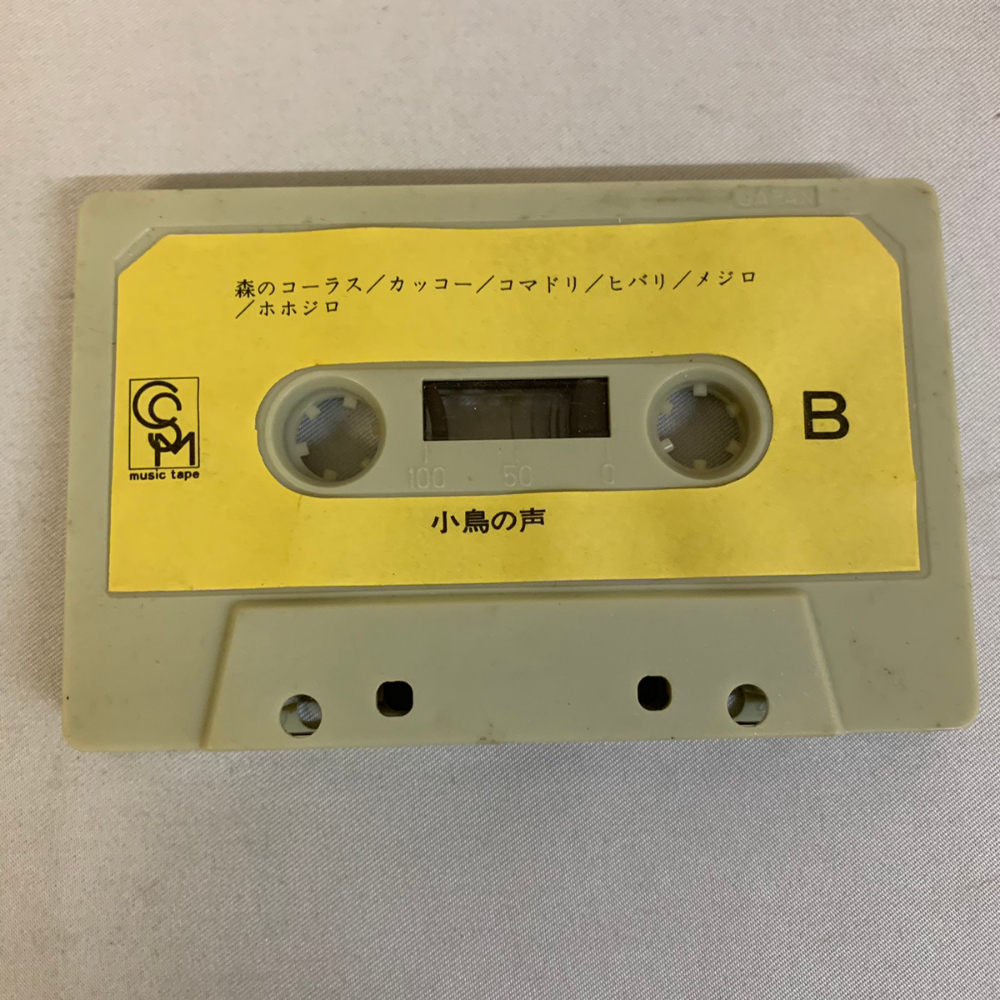 JAPAN
森のコーラス／カッコー／コマドリ／ヒバリ／メジロ
／ホホジロ
CSM
music tape
B
100 50 0
小鳥の声